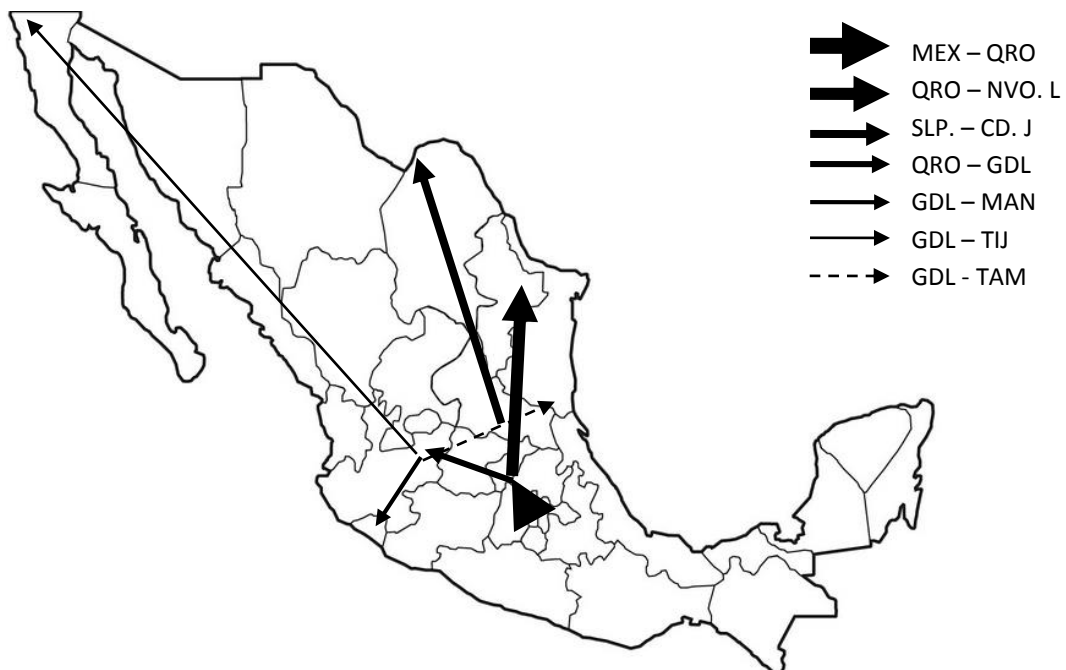 MEX – QRO
QRO – NVO. L
SLP. – CD. J
QRO – GDL
GDL – MAN
GDL – TIJ
GDL - TAM